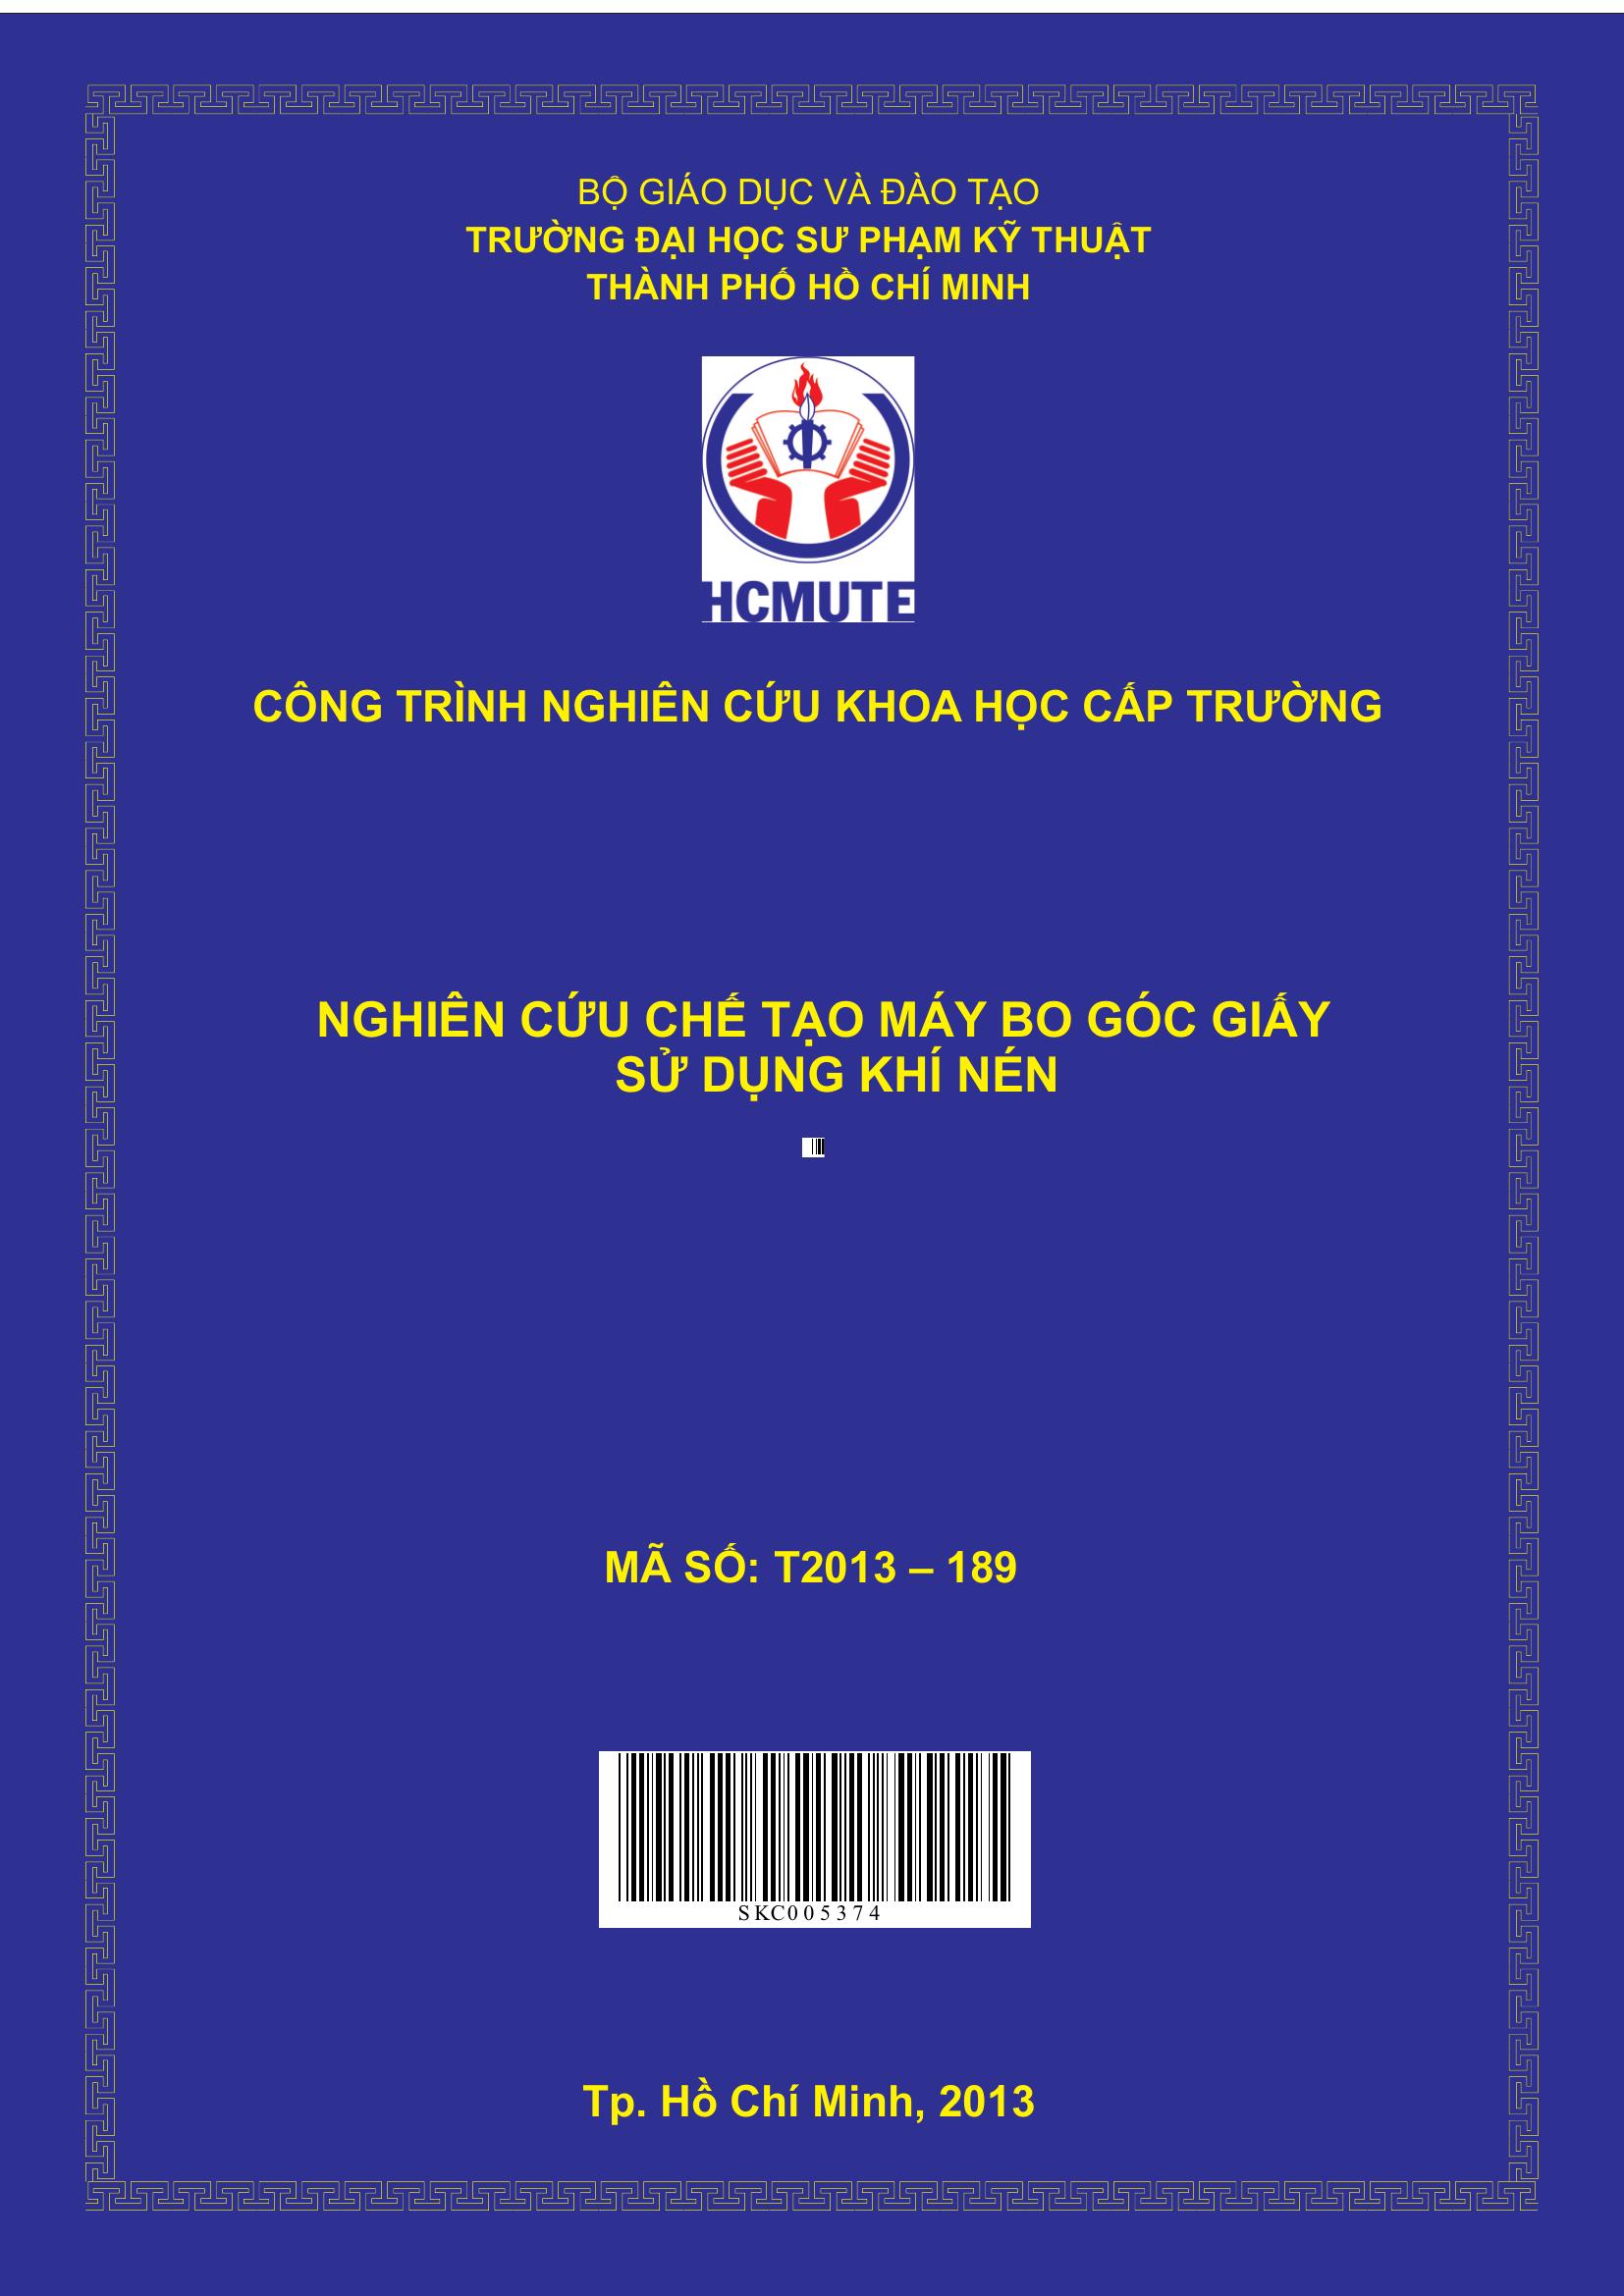 BỘ GIÁO DỤC VÀ ĐÀO TẠO
TRƯỜNG ĐẠI HỌC SƯ PHẠM KỸ THUẬT
THÀNH PHỐ HỒ CHÍ MINH
HCMUTE
CÔNG TRÌNH NGHIÊN CỨU KHOA HỌC CẤP TRƯỜNG
NGHIÊN CỨU CHẾ TẠO MÁY BO GÓC GIẤY
SỬ DỤNG KHÍ NÉN
MÃ SỐ: T2013 – 189
SKC005374
Tp. Hồ Chí Minh, 2013